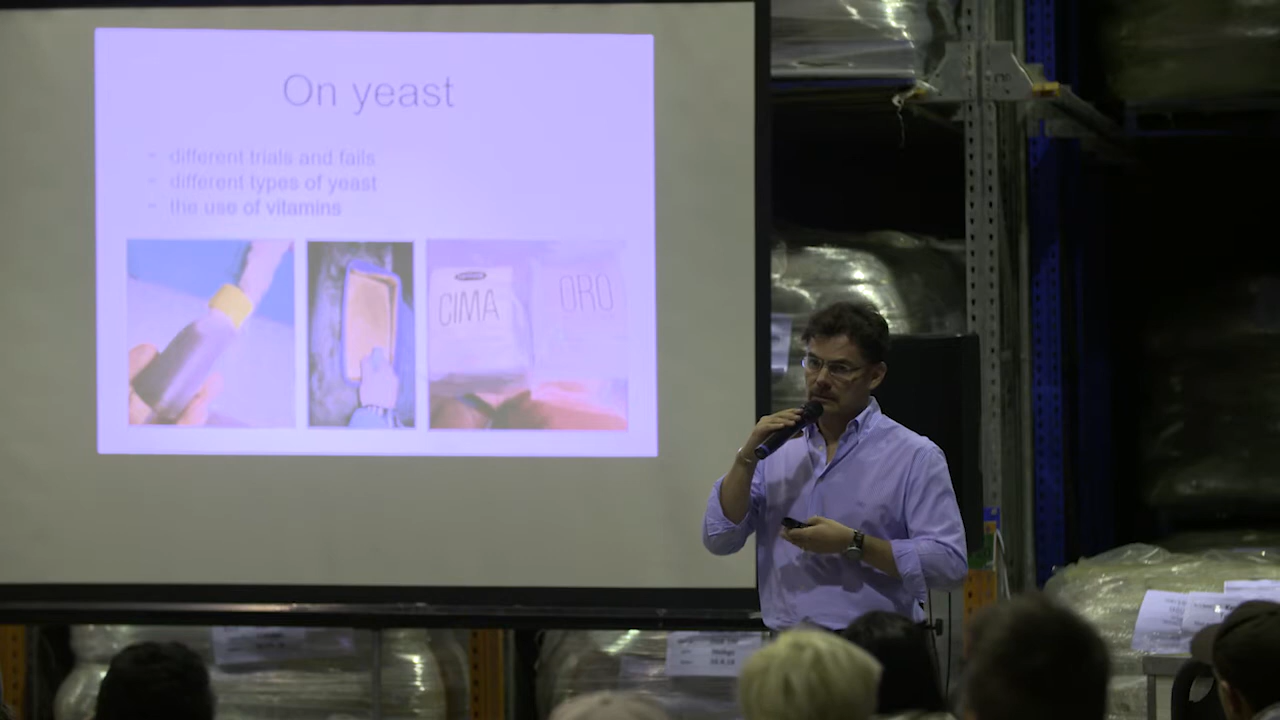 On yeast
- different trials and fails
- different types of yeast
- the use of vitamins
CIMA
ORO